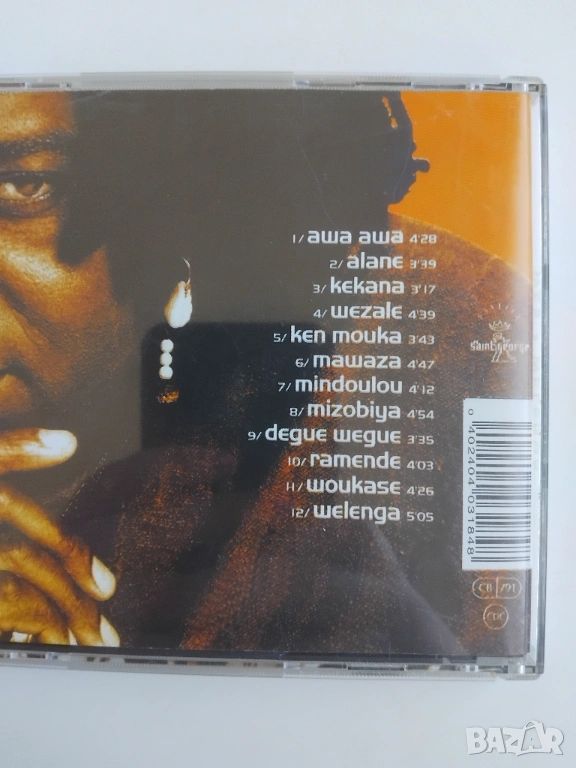 1/ awa awa 4'28
2/ alane 3'39
3/ kekana 3'17
4/ wezale 4'39
5/ ken mouka 3'43
6/ mawaza 4'47
7/ mindoulou 4'12
8/ mizobiya 4'54
9/ degue wegue 3'35
10/ ramende 4'03
11/ woukase 4'26
12/ welenga 5'05
Saint George
0 402404 031848
CB 791
CDC
BAZAR